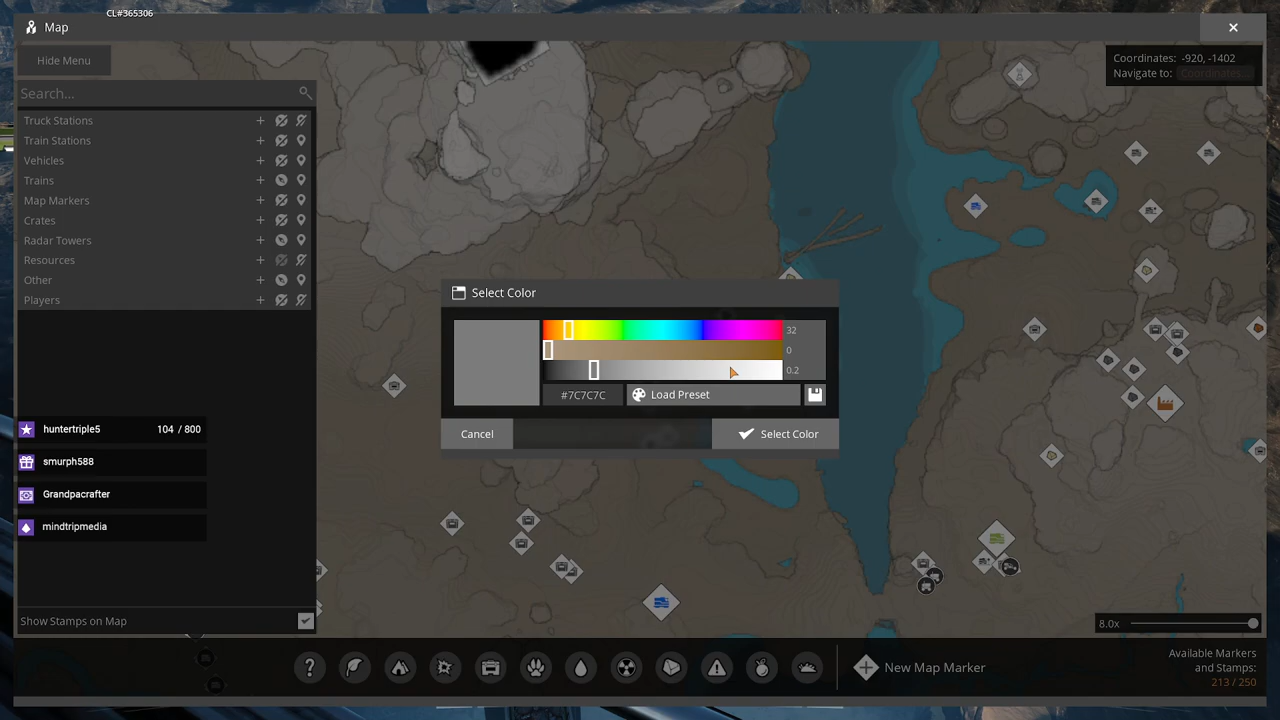 CL#365306
Map
Hide Menu
Coordinates: -920, -1402
Navigate to: Coordinates...
Search...
Truck Stations
Train Stations
Vehicles
Trains
Map Markers
Crates
Radar Towers
Resources
Other
Players
Select Color
32
0
0.2
#7C7C7C
Load Preset
Cancel
Select Color
huntertriple5 104 / 800
smurph588
Grandpacrafter
mindtripmedia
Show Stamps on Map
8.0x
New Map Marker
Available Markers
and Stamps:
213 / 250